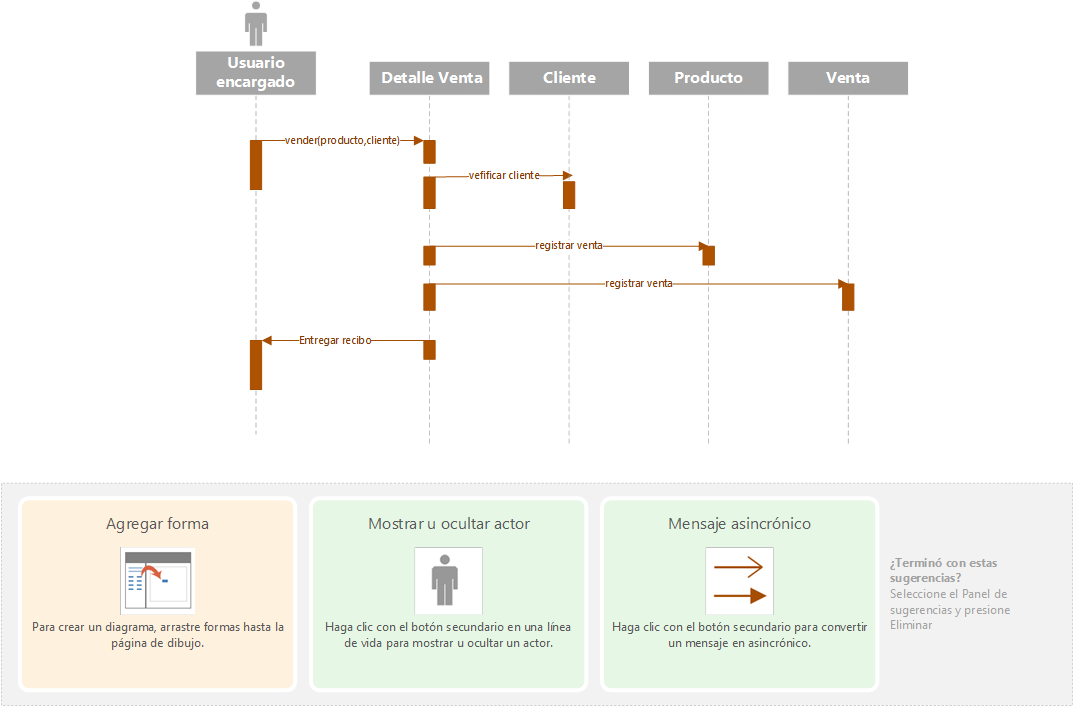 Usuario
encargado
Detalle Venta
Cliente
Producto
Venta
vender(producto,cliente)
vefificar cliente
registrar venta
registrar venta
Entregar recibo
Agregar forma
Para crear un diagrama, arrastre formas hasta la
página de dibujo.
Mostrar u ocultar actor
Haga clic con el botón secundario en una línea
de vida para mostrar u ocultar un actor.
Mensaje asincrónico
Haga clic con el botón secundario para convertir
un mensaje en asincrónico.
¿Terminó con estas
sugerencias?
Seleccione el Panel de
sugerencias y presione
Eliminar